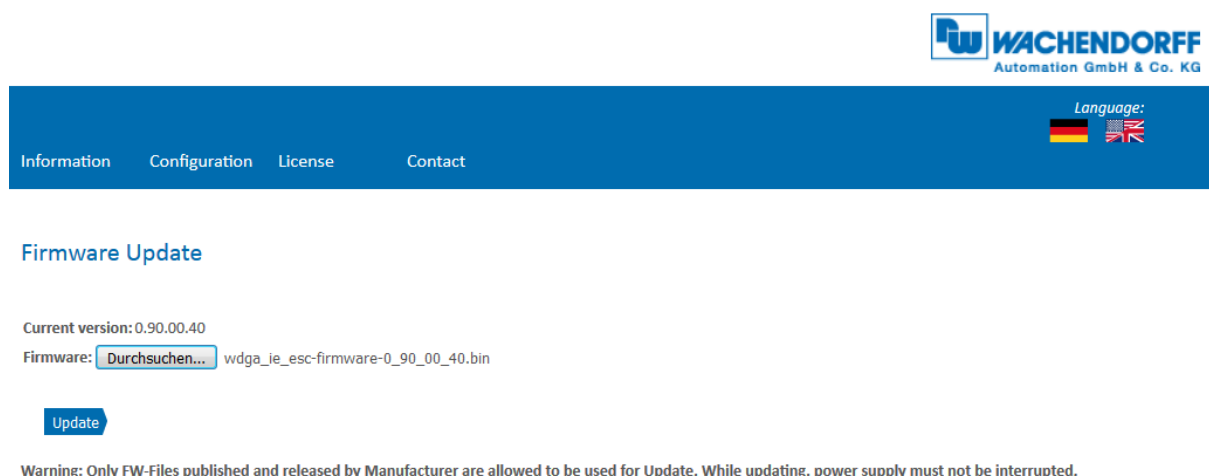 WACHENDORFF
Automation GmbH & Co. KG
Language:
Information Configuration License Contact
Firmware Update
Current version: 0.90.00.40
Firmware: Durchsuchen... wdga_ie_esc-firmware-0_90_00_40.bin
Update
Warning: Only FW-Files published and released by Manufacturer are allowed to be used for Update. While updating, power supply must not be interrupted.